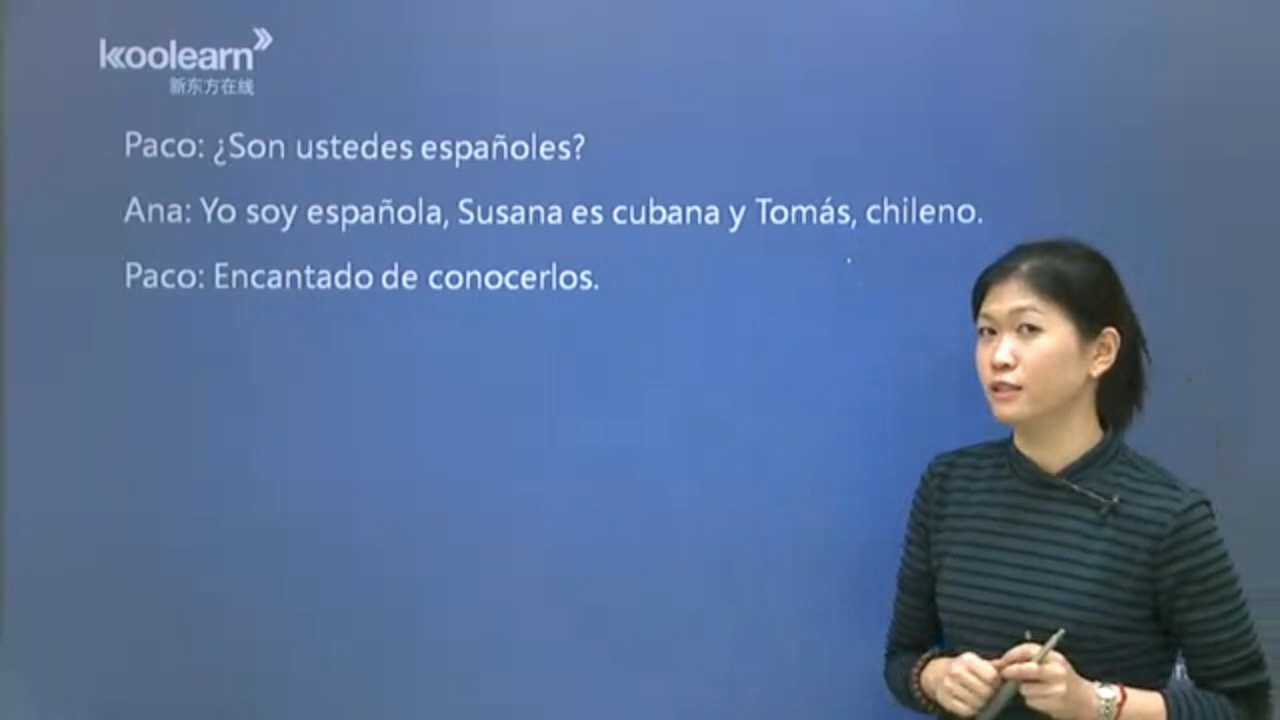 koolearn
新东方在线
Paco: ¿Son ustedes españoles?
Ana: Yo soy española, Susana es cubana y Tomás, chileno.
Paco: Encantado de conocerlos.